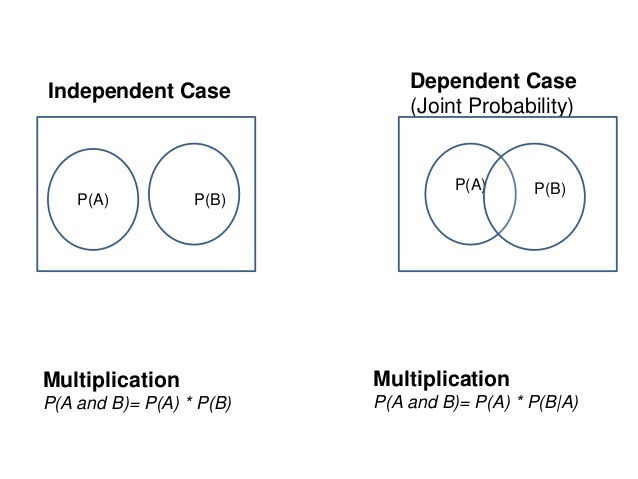 Independent Case
P(A)
P(B)
Multiplication
P(A and B)= P(A) * P(B)
Dependent Case
(Joint Probability)
P(A)
P(B)
Multiplication
P(A and B)= P(A) * P(B|A)